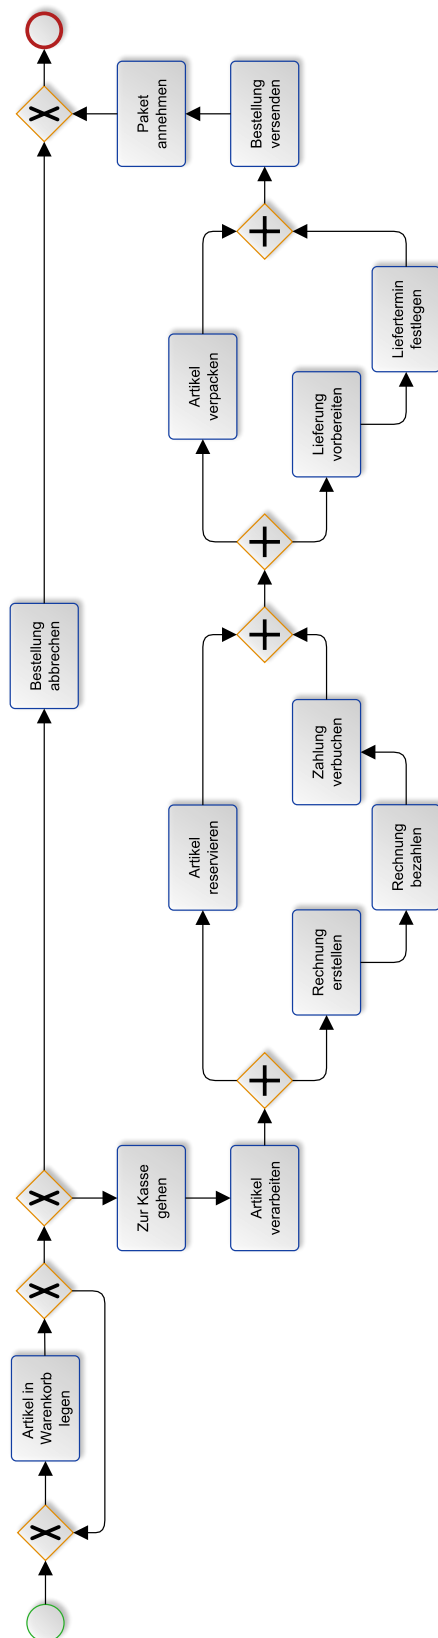 Artikel in
Warenkorb
legen
Zur Kasse
gehen
Artikel
verarbeiten
Bestellung
abbrechen
Artikel
reservieren
Rechnung
erstellen
Rechnung
bezahlen
Zahlung
verbuchen
Artikel
verpacken
Lieferung
vorbereiten
Liefertermin
festlegen
Bestellung
versenden
Paket
annehmen